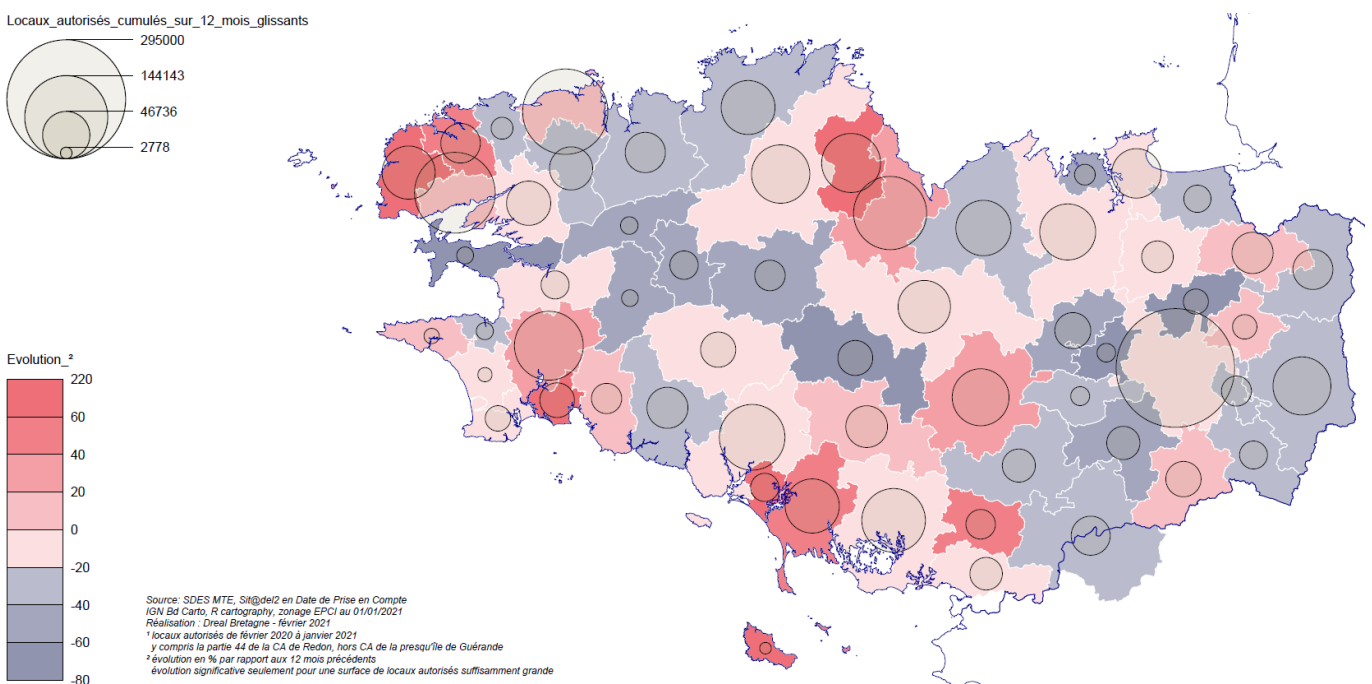 Locaux_autorisés_cumulés_sur_12_mois_glissants
295000
144143
46736
2778
Evolution_²
220
60
40
20
0
-20
-40
-60
-80
Source: SDES MTE, Sit@del2 en Date de Prise en Compte
IGN Bd Carto, R cartography, zonage EPCI au 01/01/2021
Réalisation : Dreal Bretagne - février 2021
¹ locaux autorisés de février 2020 à janvier 2021
y compris la partie 44 de la CA de Redon, hors CA de la presqu'île de Guérande
² évolution en % par rapport aux 12 mois précédents
évolution significative seulement pour une surface de locaux autorisés suffisamment grande